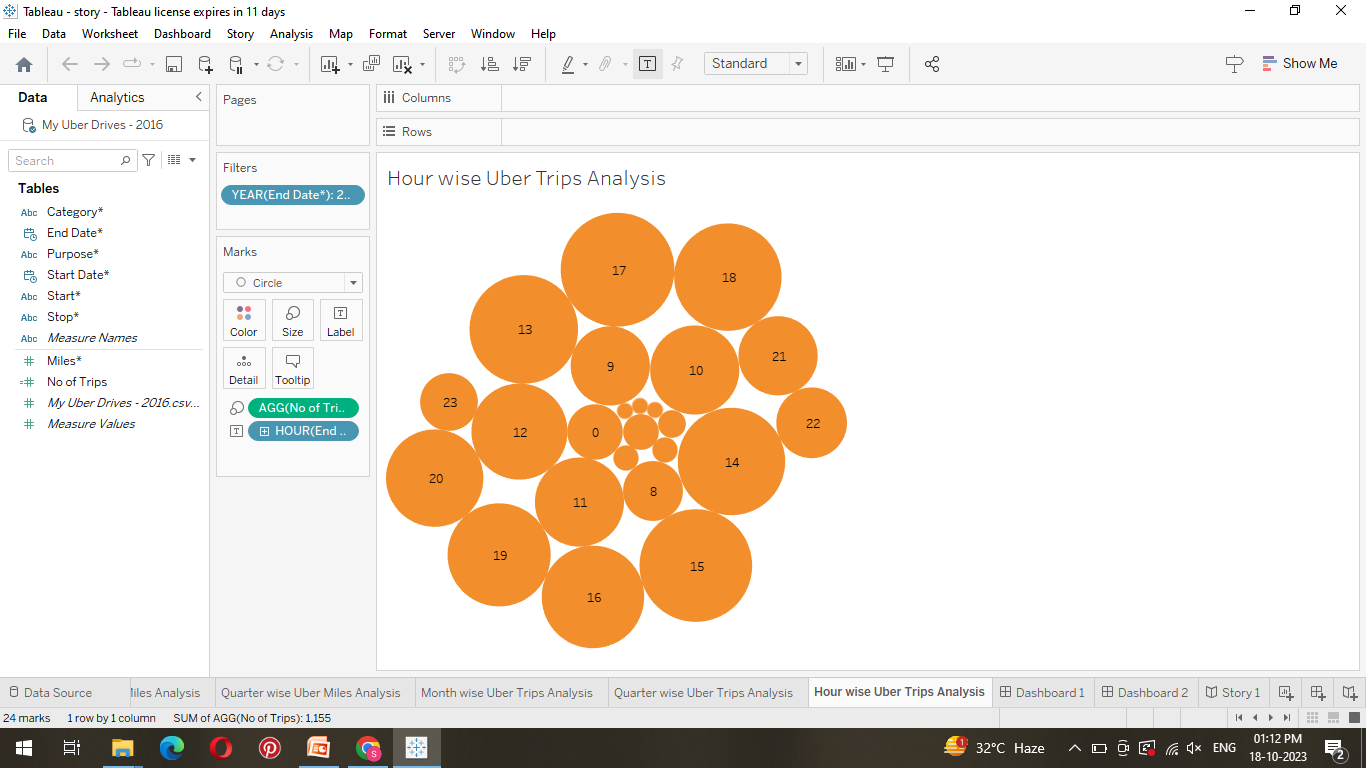 Tableau - story - Tableau license expires in 11 days
File Data Worksheet Dashboard Story Analysis Map Format Server Window Help
Standard
Show Me
Data Analytics
My Uber Drives - 2016
Search
Tables
Abc Category*
End Date*
Abc Purpose*
Start Date*
Abc Start*
Abc Stop*
Abc Measure Names
# Miles*
=# No of Trips
# My Uber Drives - 2016.csv...
# Measure Values
Pages
Filters
YEAR(End Date*): 2..
Marks
Circle
Color Size Label
Detail Tooltip
AGG(No of Tri..
HOUR(End ..
Columns
Rows
Hour wise Uber Trips Analysis
17
18
13
21
9
10
23
22
12
0
14
20
8
11
19
15
16
Data Source
Miles Analysis
Quarter wise Uber Miles Analysis
Month wise Uber Trips Analysis
Quarter wise Uber Trips Analysis
Hour wise Uber Trips Analysis
Dashboard 1
Dashboard 2
Story 1
24 marks 1 row by 1 column SUM of AGG(No of Trips): 1,155
1
32°C Haze
ENG
01:12 PM
18-10-2023
2